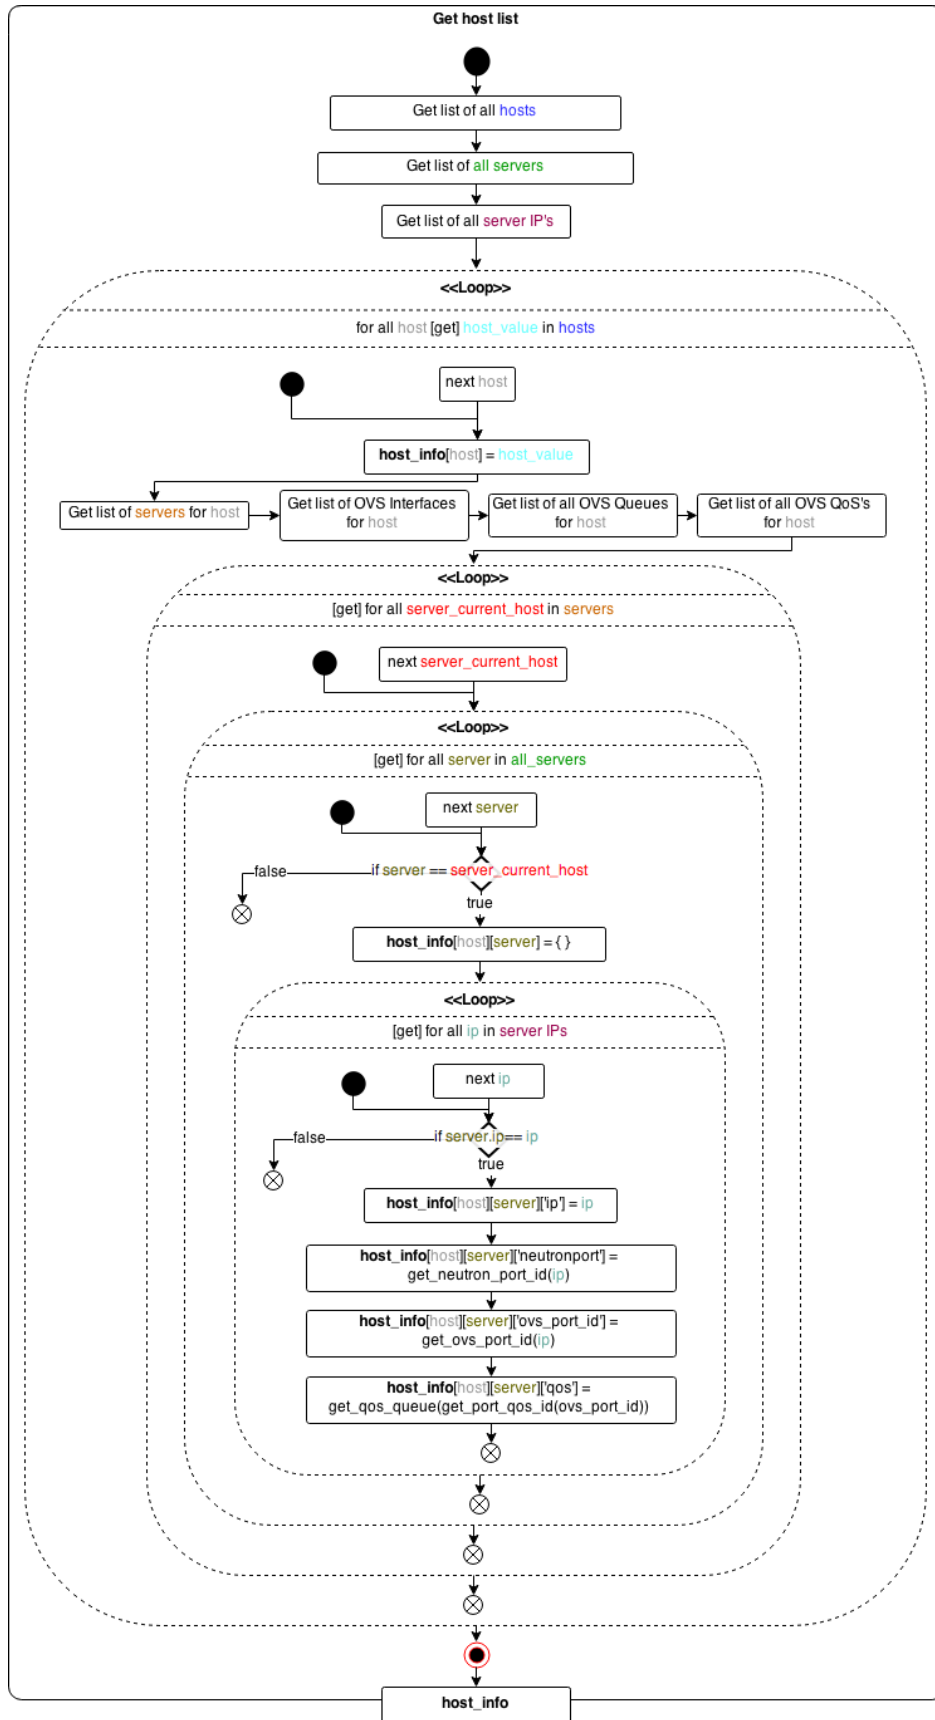 Get host list
Get list of all hosts
Get list of all servers
Get list of all server IP's
<<Loop>>
for all host [get] host_value in hosts
next host
host_info[host] = host_value
Get list of servers for host
Get list of OVS Interfaces
for host
Get list of all OVS Queues
for host
Get list of all OVS QoS's
for host
<<Loop>>
[get] for all server_current_host in servers
next server_current_host
<<Loop>>
[get] for all server in all_servers
next server
false
if server == server_current_host
true
host_info[host][server] = { }
<<Loop>>
[get] for all ip in server IPs
next ip
false
if server.ip== ip
true
host_info[host][server]['ip'] = ip
host_info[host][server]['neutronport'] =
get_neutron_port_id(ip)
host_info[host][server]['ovs_port_id'] =
get_ovs_port_id(ip)
host_info[host][server]['qos'] =
get_qos_queue(get_port_qos_id(ovs_port_id))
host_info